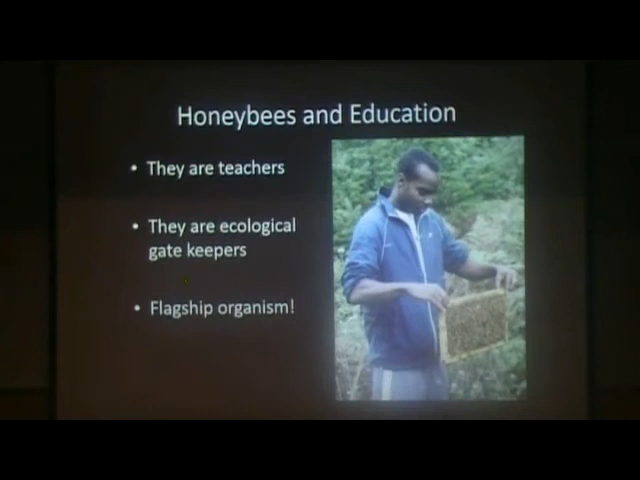 Honeybees and Education
• They are teachers
• They are ecological
gate keepers
• Flagship organism!